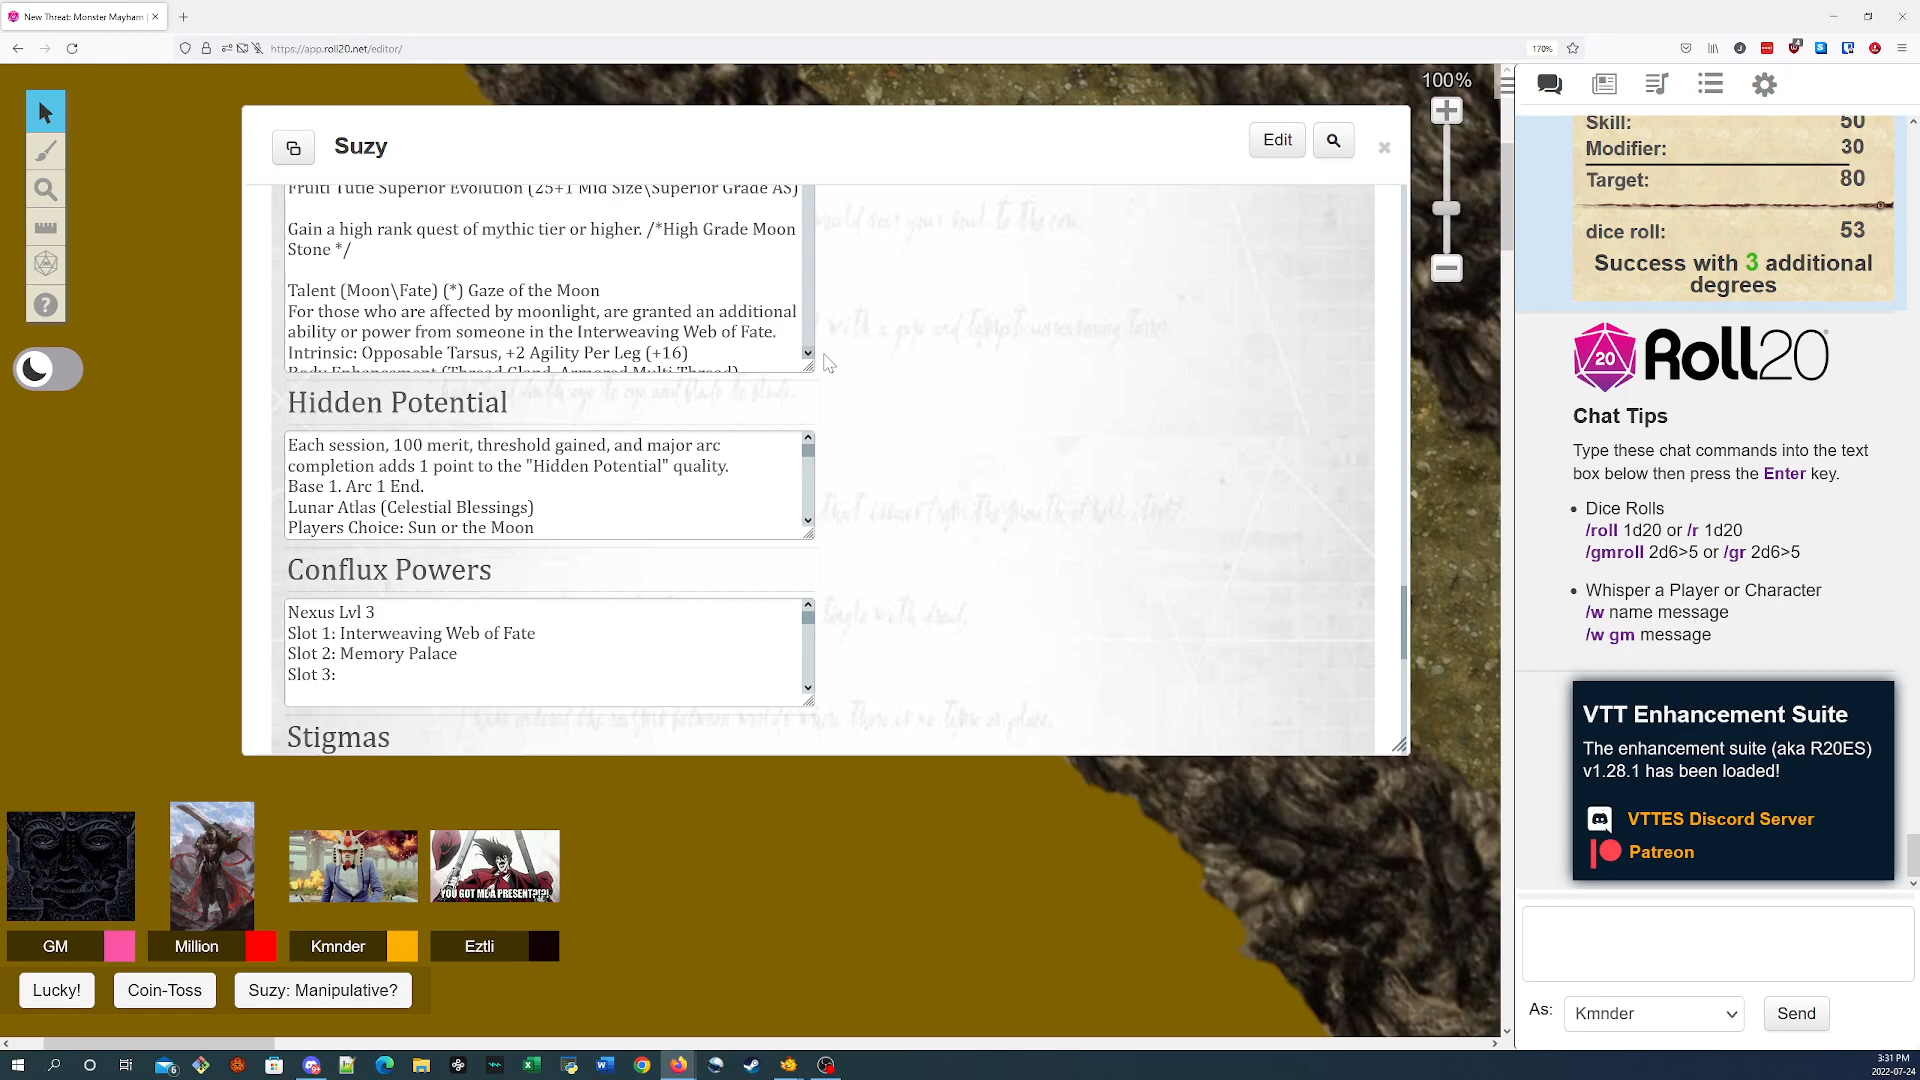 New Threat: Monster Mayham
https://app.roll20.net/editor/
170%
4
100%
Suzy
Edit
Fruiti Tutie Superior Evolution (25+1 Mid Size\Superior Grade AS)
Gain a high rank quest of mythic tier or higher. /*High Grade Moon
Stone */
Talent (Moon\Fate) (*) Gaze of the Moon
For those who are affected by moonlight, are granted an additional
ability or power from someone in the Interweaving Web of Fate.
Intrinsic: Opposable Tarsus, +2 Agility Per Leg (+16)
Body Enhancement (Thread Gland, Armored Multi Thread)
Hidden Potential
Each session, 100 merit, threshold gained, and major arc
completion adds 1 point to the "Hidden Potential" quality.
Base 1. Arc 1 End.
Lunar Atlas (Celestial Blessings)
Players Choice: Sun or the Moon
Conflux Powers
Nexus Lvl 3
Slot 1: Interweaving Web of Fate
Slot 2: Memory Palace
Slot 3:
Stigmas
YOU GOT ME A PRESENT?!?!
GM
Million
Kmnder
Eztli
Lucky!
Coin-Toss
Suzy: Manipulative?
Skill: 50
Modifier: 30
Target: 80
dice roll: 53
Success with 3 additional
degrees
20
Roll20
Chat Tips
Type these chat commands into the text
box below then press the Enter key.
Dice Rolls
/roll 1d20 or /r 1d20
/gmroll 2d6>5 or /gr 2d6>5
Whisper a Player or Character
/w name message
/w gm message
VTT Enhancement Suite
The enhancement suite (aka R20ES)
v1.28.1 has been loaded!
VTTES Discord Server
Patreon
As:
Kmnder
Send
3:31 PM
2022-07-24